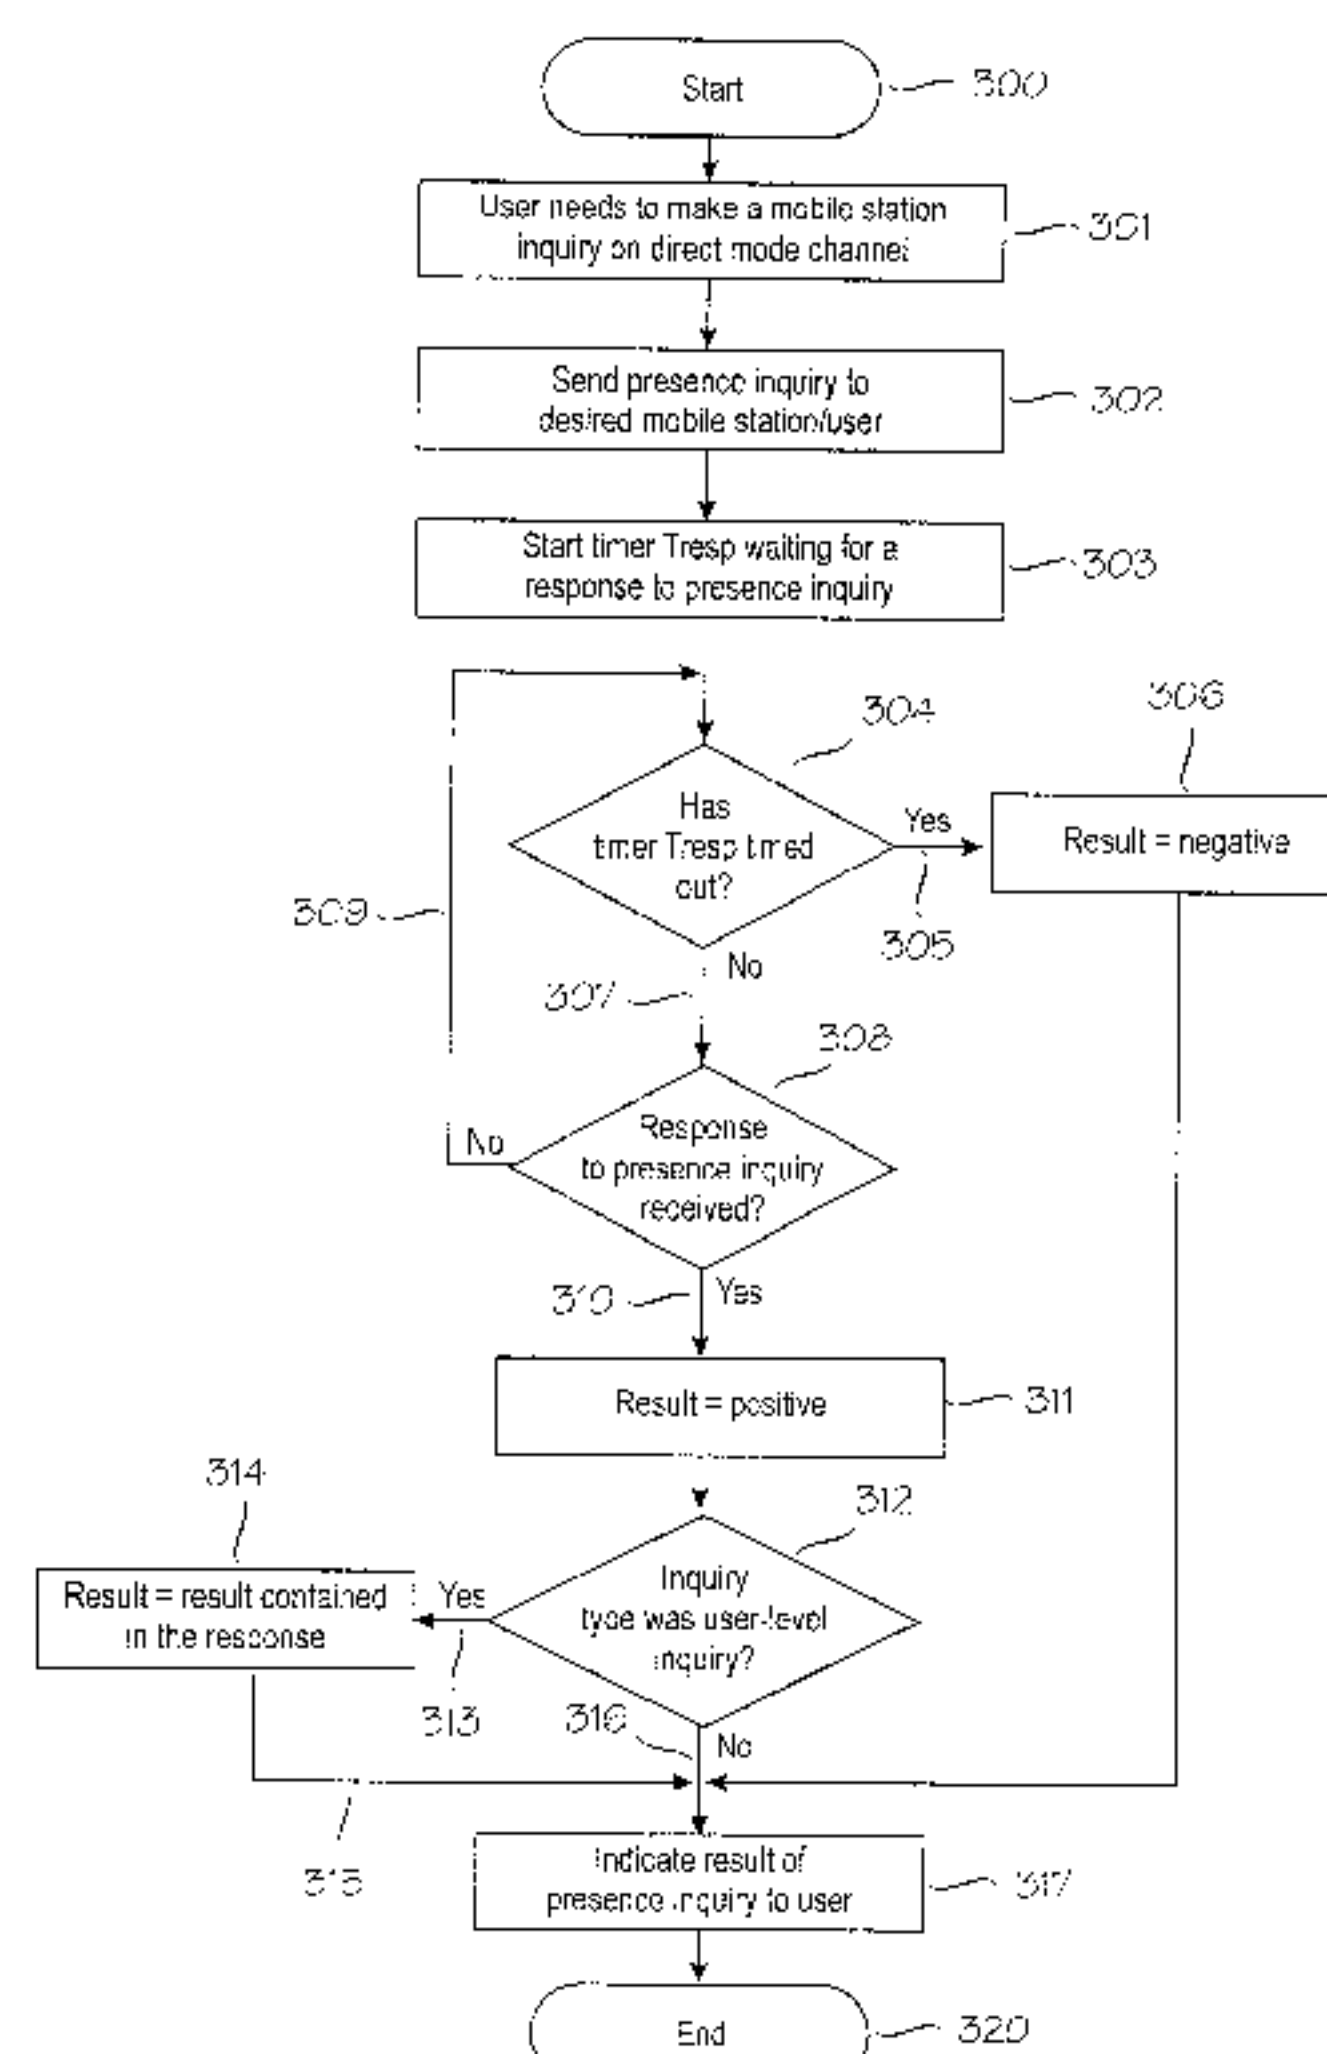 Start
300
User needs to make a mobile station
inquiry on direct mode channel
301
Send presence inquiry to
desired mobile station/user
302
Start timer Tresp waiting for a
response to presence inquiry
303
304
306
Has
timer Tresp timed
out?
Yes
305
Result = negative
309
No
307
308
Response
to presence inquiry
received?
No
310
Yes
Result = positive
311
314
312
Result = result contained
in the response
Yes
313
Inquiry
type was user-level
inquiry?
316
No
315
Indicate result of
presence inquiry to user
317
End
320